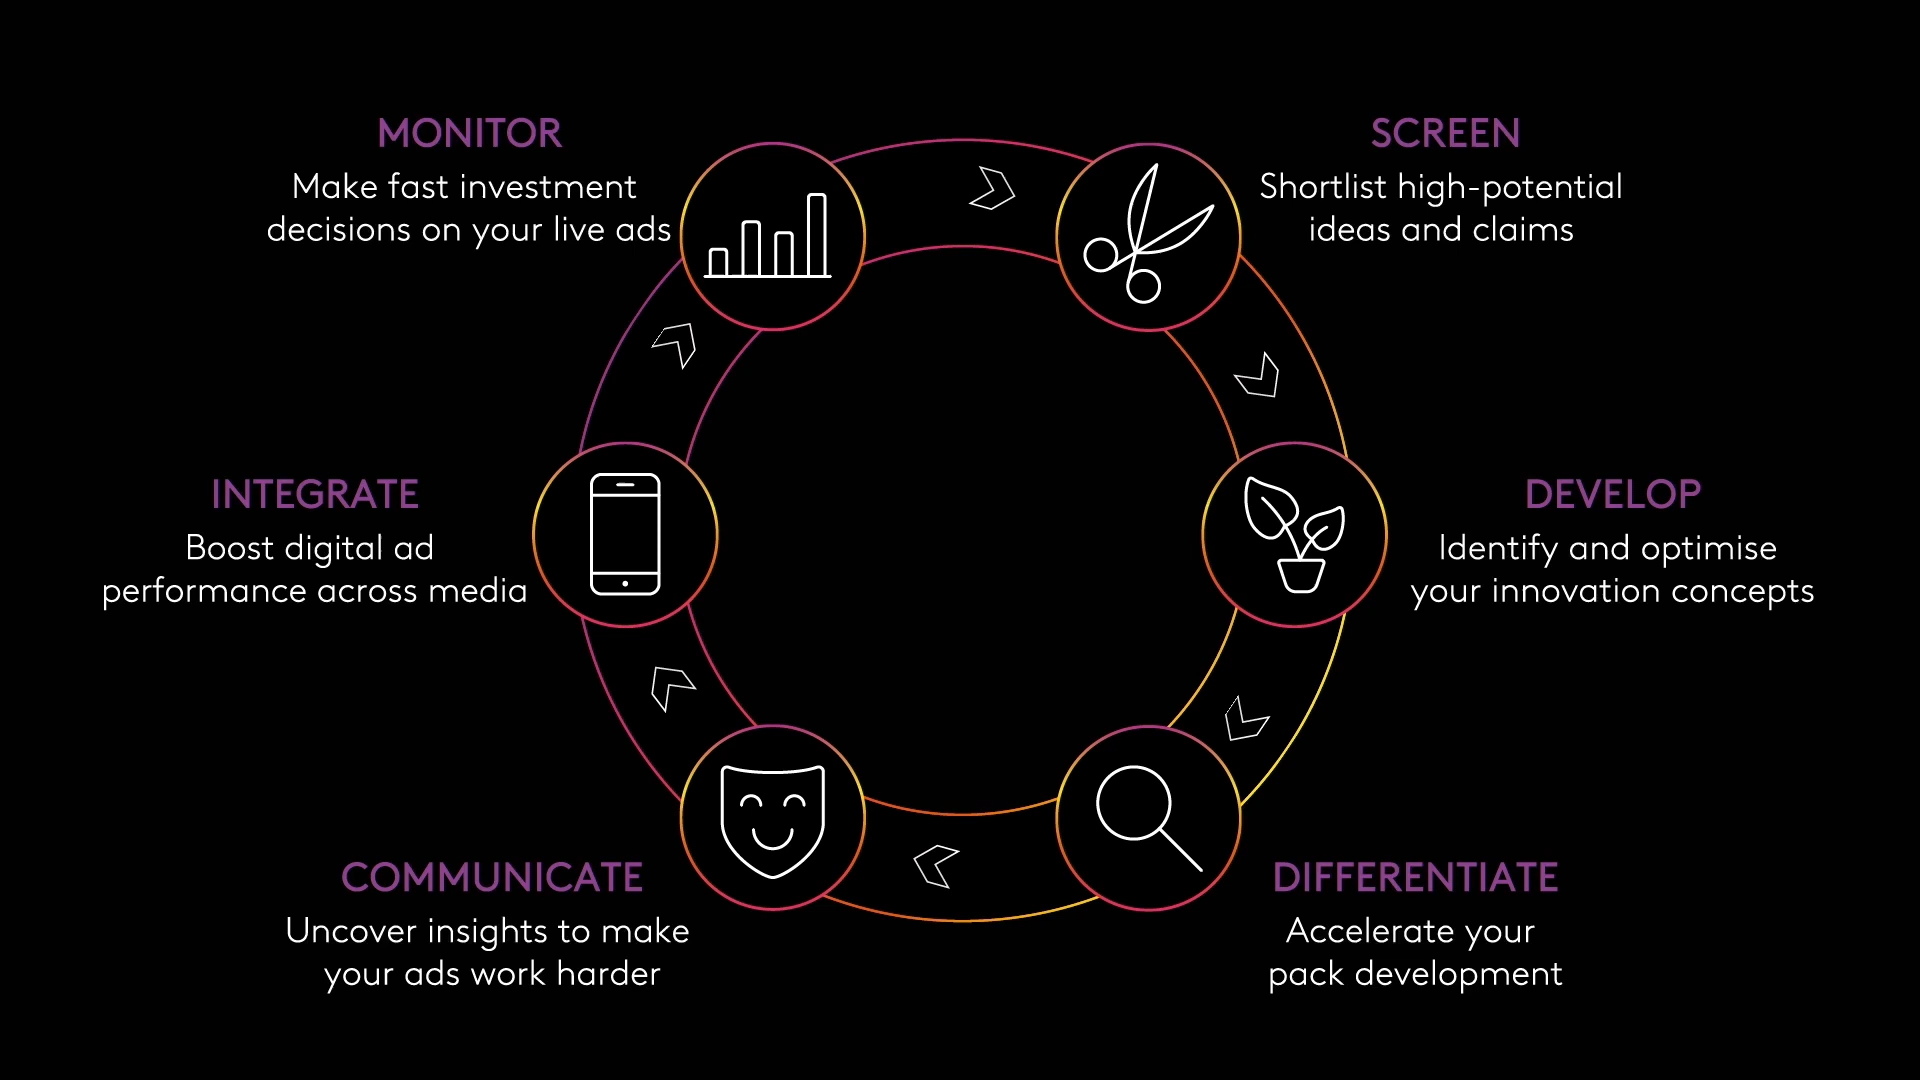 MONITOR
Make fast investment
decisions on your live ads
SCREEN
Shortlist high-potential
ideas and claims
INTEGRATE
Boost digital ad
performance across media
DEVELOP
Identify and optimise
your innovation concepts
COMMUNICATE
Uncover insights to make
your ads work harder
DIFFERENTIATE
Accelerate your
pack development